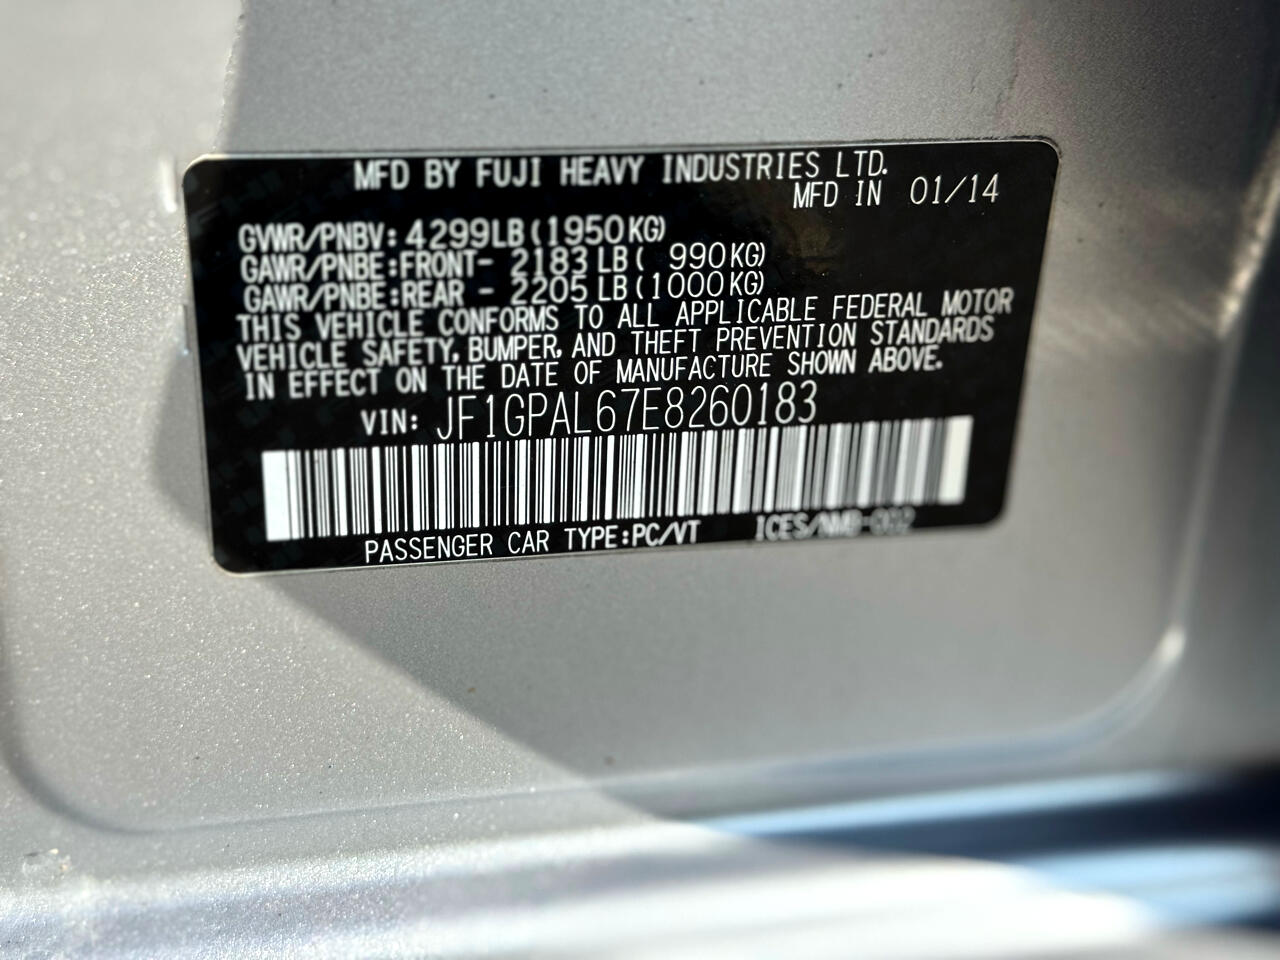 MFD BY FUJI HEAVY INDUSTRIES LTD.
MFD IN 01/14
GVWR/PNBV: 4299LB(1950KG)
GAWR/PNBE:FRONT- 2183 LB( 990KG)
GAWR/PNBE:REAR - 2205 LB(1000KG)
THIS VEHICLE CONFORMS TO ALL APPLICABLE FEDERAL MOTOR
VEHICLE SAFETY, BUMPER, AND THEFT PREVENTION STANDARDS
IN EFFECT ON THE DATE OF MANUFACTURE SHOWN ABOVE.
VIN: JF1GPAL67E8260183
PASSENGER CAR TYPE:PC/VT ICES/NMB-002